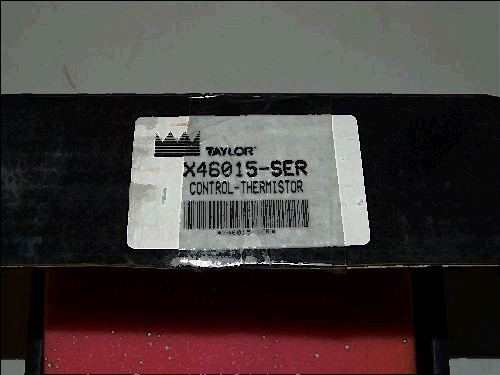 TAYLOR
X46015-SER
CONTROL-THERMISTOR